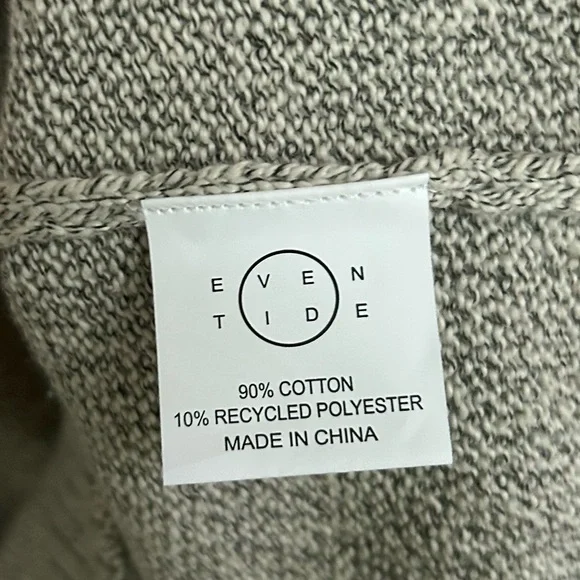 E V E N
T I D E
90% COTTON
10% RECYCLED POLYESTER
MADE IN CHINA